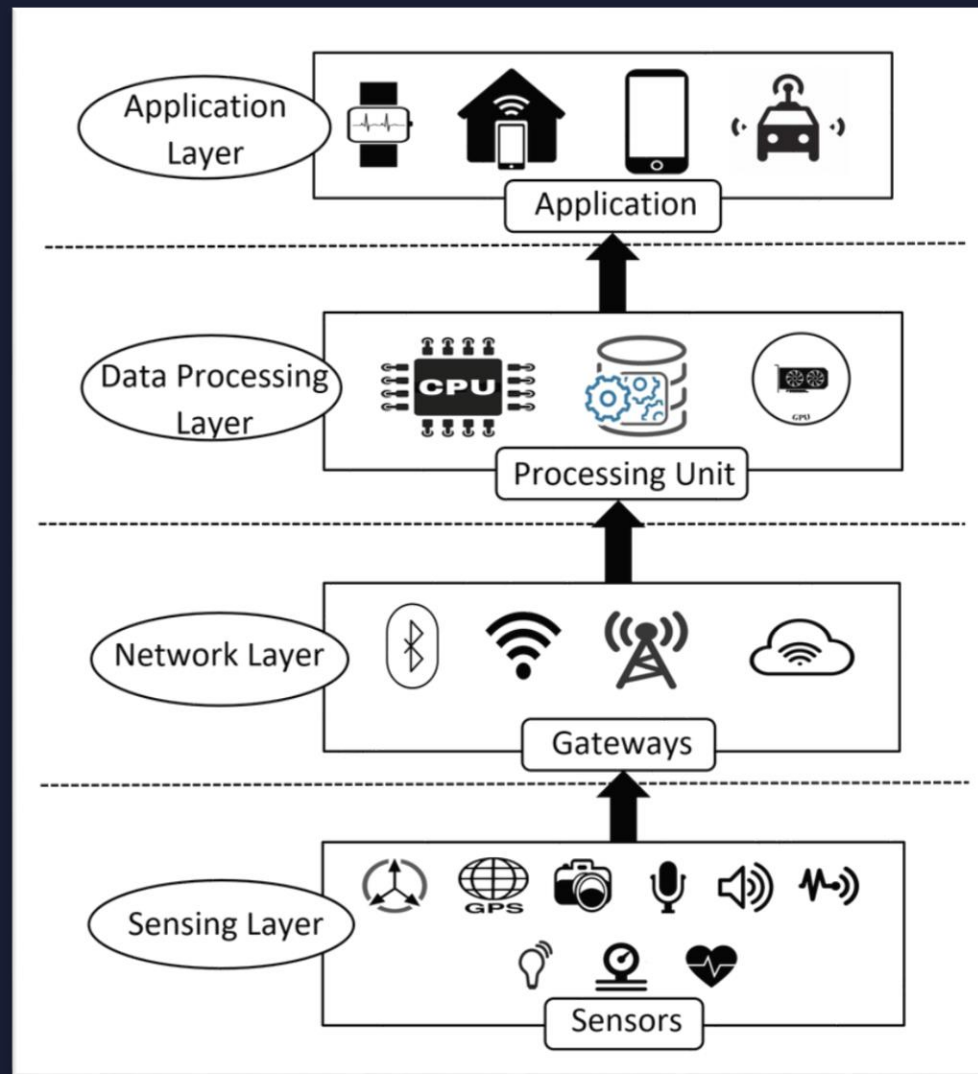 Application
Layer
Application
Data Processing
Layer
CPU
GPU
Processing Unit
Network Layer
Gateways
Sensing Layer
GPS
Sensors